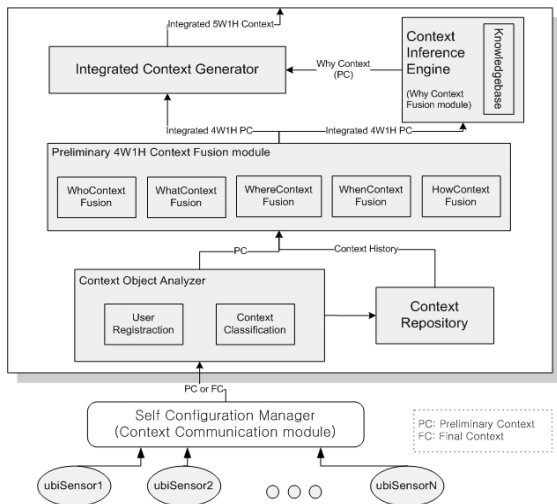 Integrated 5W1H Context
Integrated Context Generator
Why Context
(PC)
Context
Inference
Engine
(Why Context
Fusion module)
Knowledgebase
Integrated 4W1H PC
Integrated 4W1H PC
Preliminary 4W1H Context Fusion module
WhoContext
Fusion
WhatContext
Fusion
WhereContext
Fusion
WhenContext
Fusion
HowContext
Fusion
PC
Context History
Context Object Analyzer
User
Registraction
Context
Classification
Context
Repository
PC or FC
Self Configuration Manager
(Context Communication module)
PC: Preliminary Context
FC: Final Context
ubiSensor1
ubiSensor2
ubiSensorN